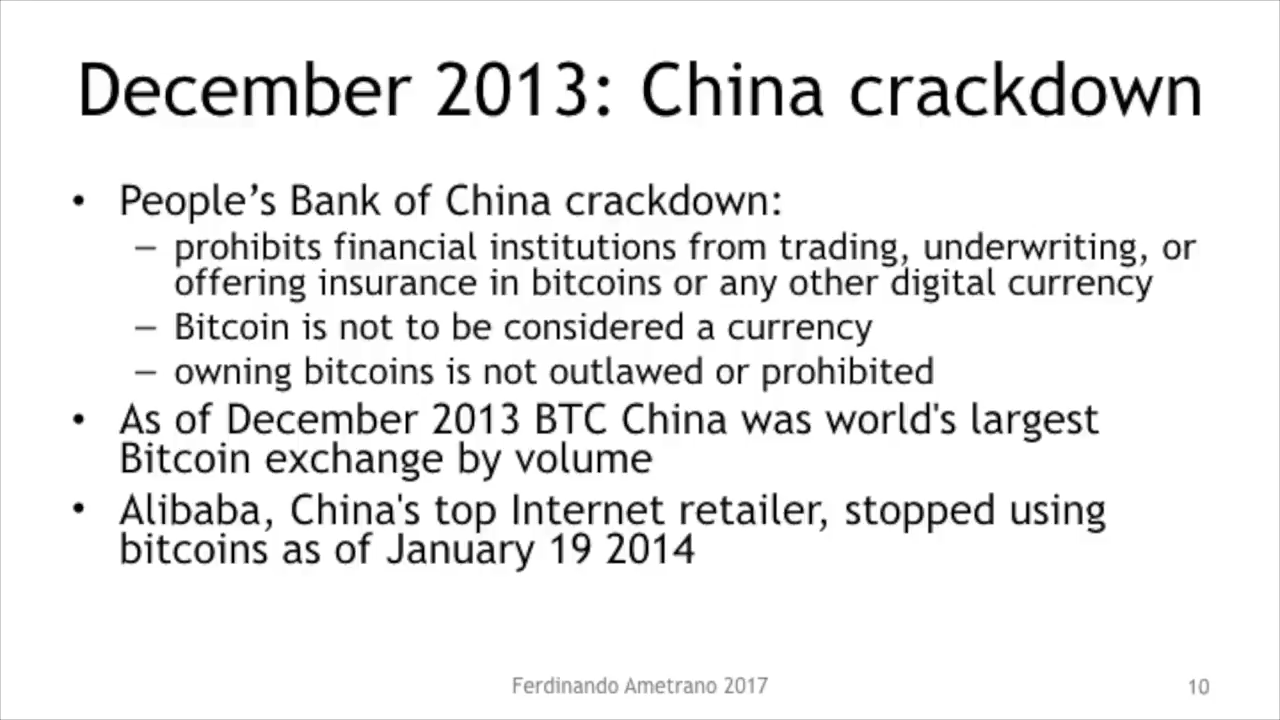 December 2013: China crackdown
• People’s Bank of China crackdown:
– prohibits financial institutions from trading, underwriting, or
offering insurance in bitcoins or any other digital currency
– Bitcoin is not to be considered a currency
– owning bitcoins is not outlawed or prohibited
• As of December 2013 BTC China was world's largest
Bitcoin exchange by volume
• Alibaba, China's top Internet retailer, stopped using
bitcoins as of January 19 2014
Ferdinando Ametrano 2017
10